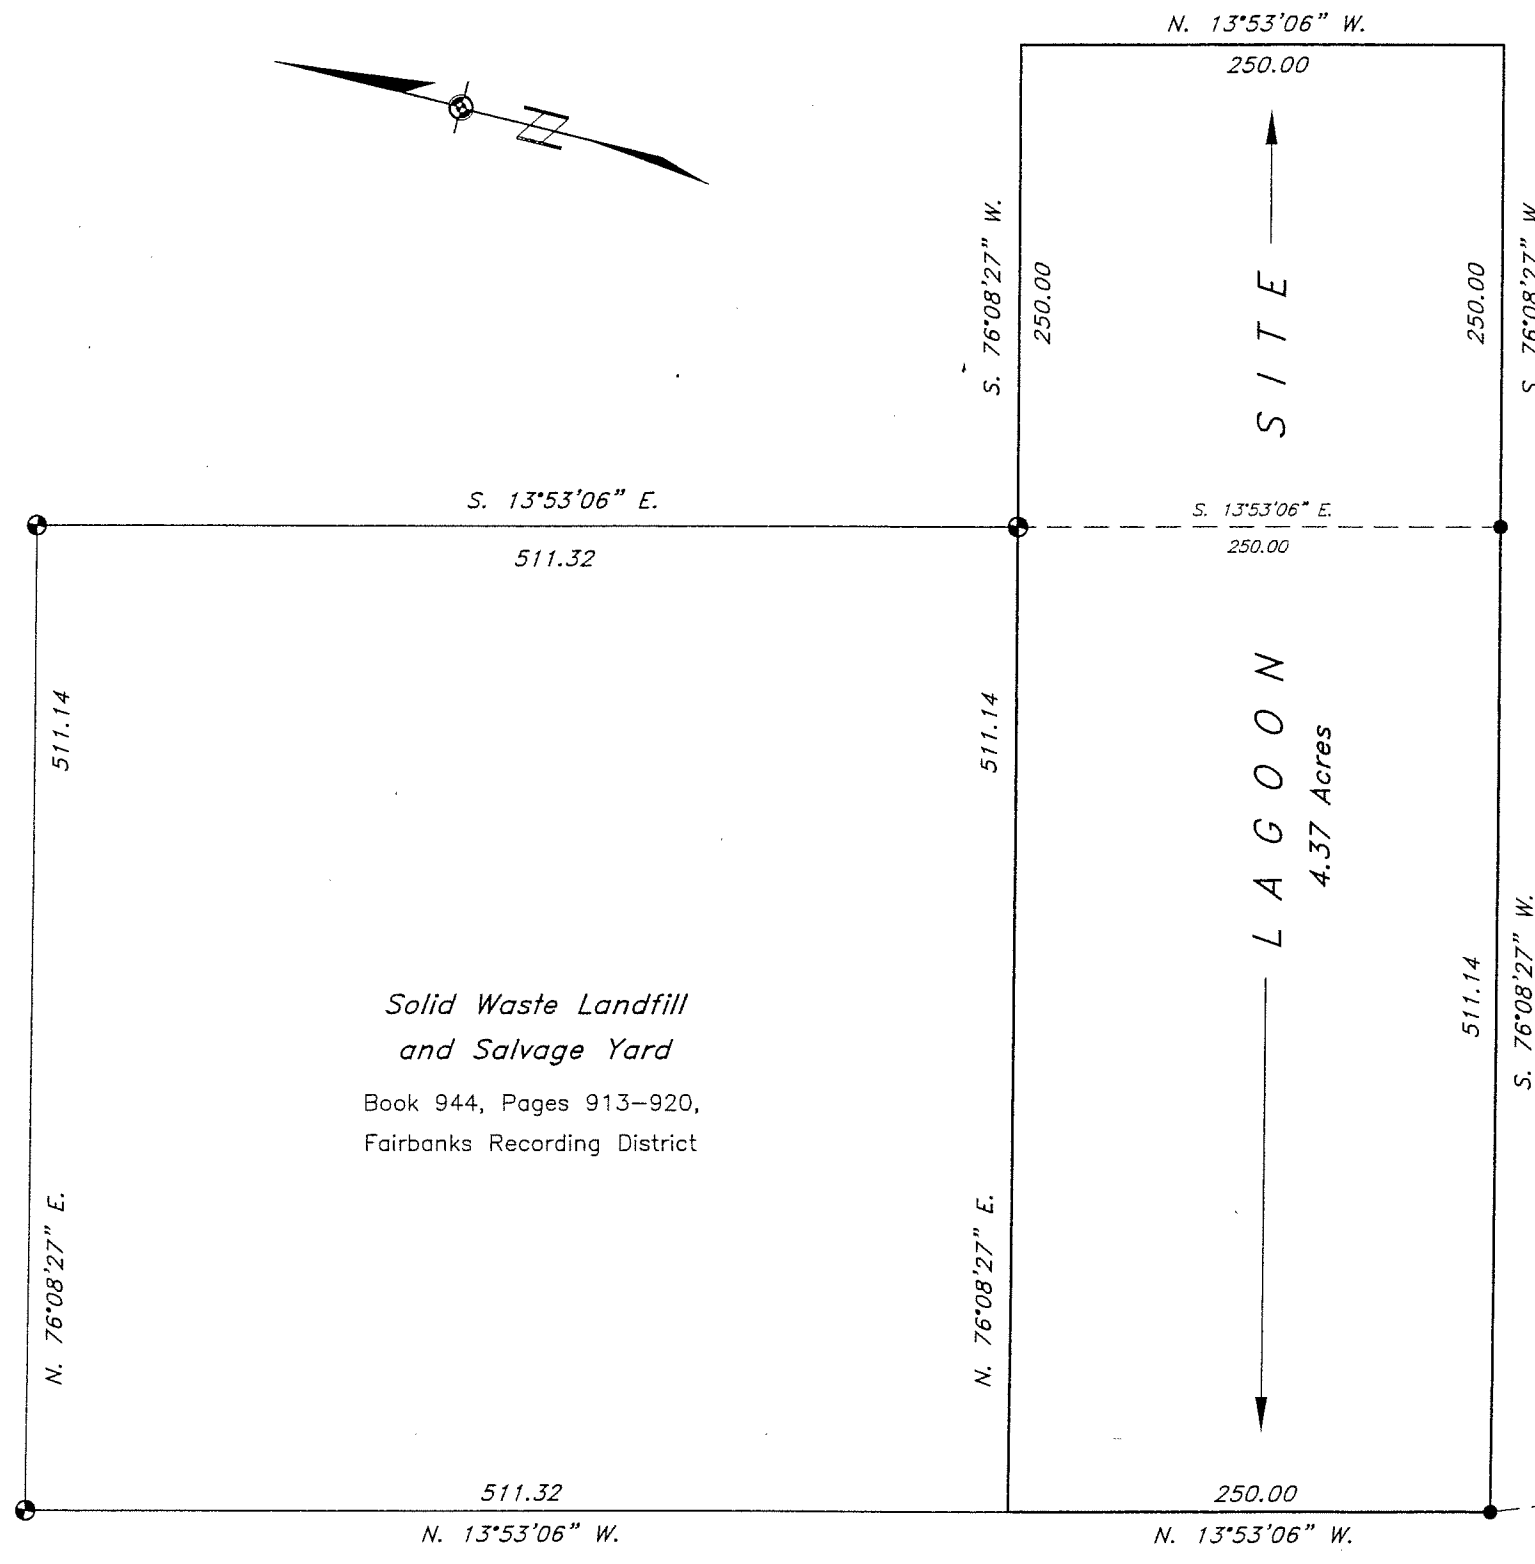 N. 13°53'06" W.
250.00
N
S. 76°08'27" W.
250.00
250.00
S. 76°08'27" W
SITE
S. 13°53'06" E.
511.32
S. 13°53'06" E.
250.00
511.14
511.14
LAGOON
4.37 Acres
511.14
S. 76°08'27" W.
Solid Waste Landfill
and Salvage Yard
Book 944, Pages 913–920,
Fairbanks Recording District
N. 76°08'27" E.
N. 76°08'27" E.
511.32
N. 13°53'06" W.
250.00
N. 13°53'06" W.